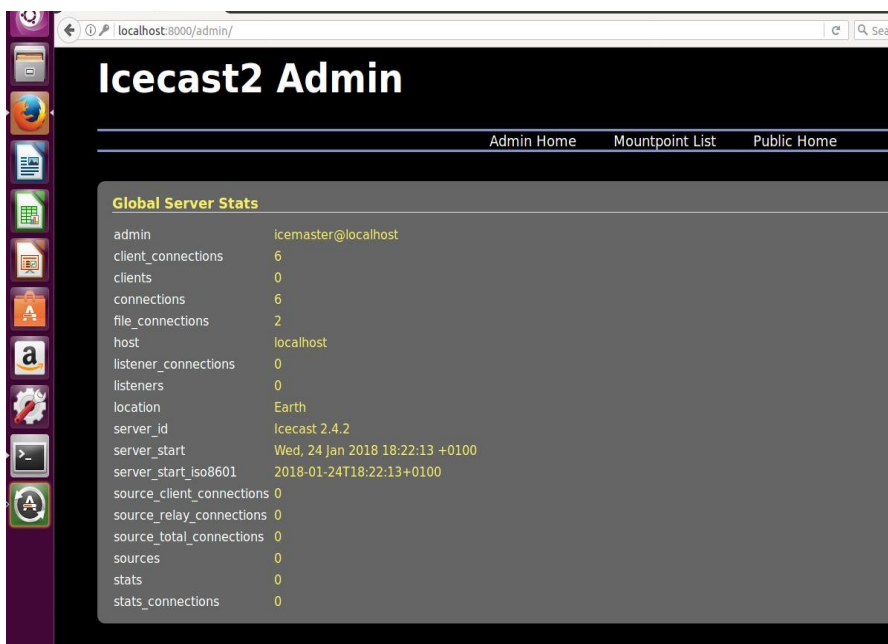 localhost:8000/admin/
Icecast2 Admin
Admin Home Mountpoint List Public Home
Global Server Stats
admin icemaster@localhost
client_connections 6
clients 0
connections 6
file_connections 2
host localhost
listener_connections 0
listeners 0
location Earth
server_id Icecast 2.4.2
server_start Wed, 24 Jan 2018 18:22:13 +0100
server_start_iso8601 2018-01-24T18:22:13+0100
source_client_connections 0
source_relay_connections 0
source_total_connections 0
sources 0
stats 0
stats_connections 0